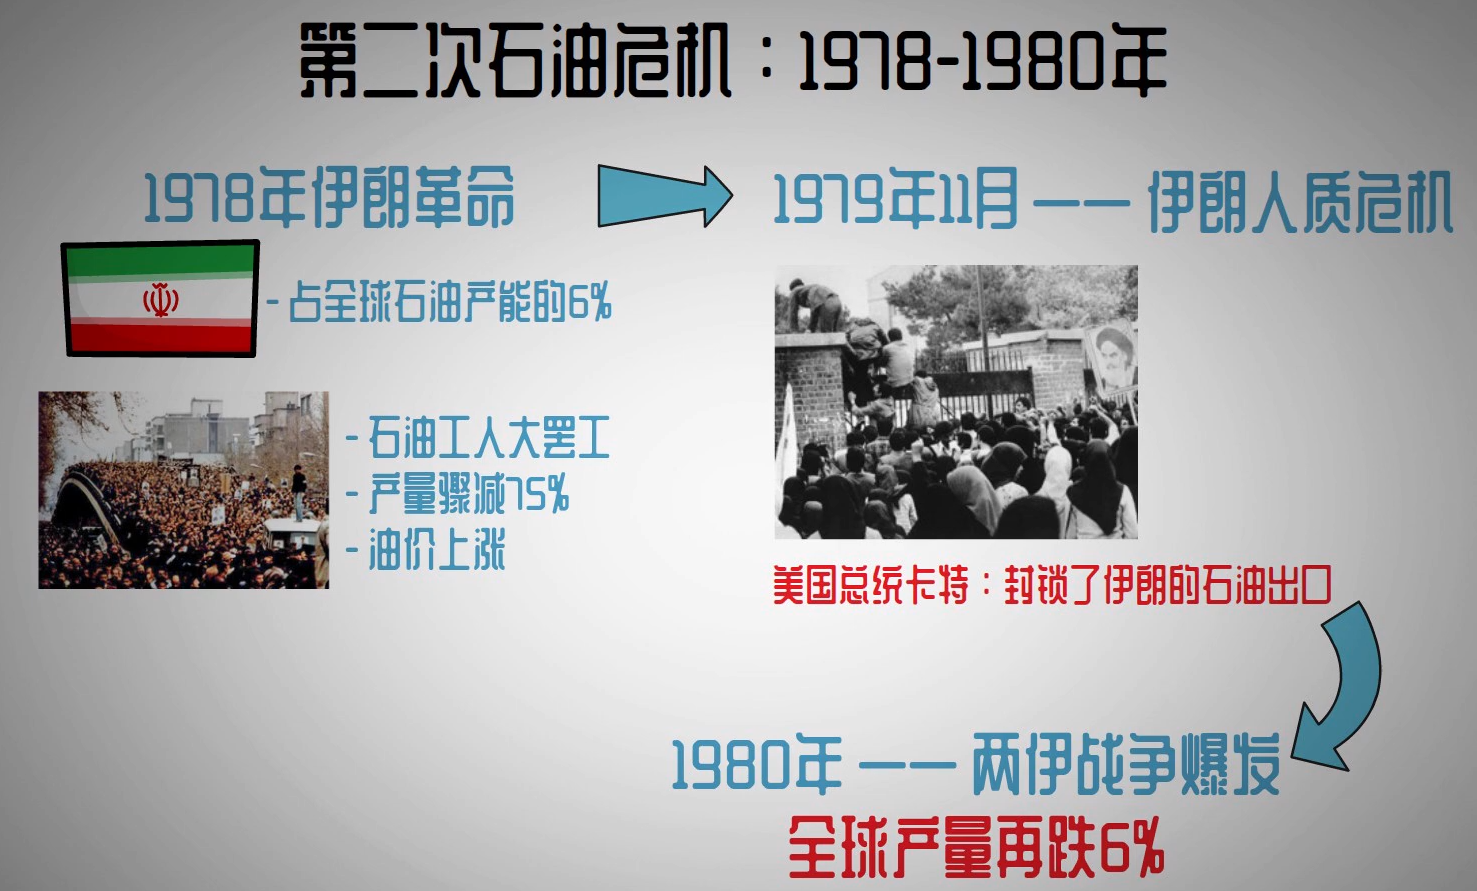 第二次石油危机：1978-1980年
1978年伊朗革命
- 占全球石油产能的6%
- 石油工人大罢工
- 产量骤减75%
- 油价上涨
1979年11月 —— 伊朗人质危机
美国总统卡特：封锁了伊朗的石油出口
1980年 —— 两伊战争爆发
全球产量再跌6%